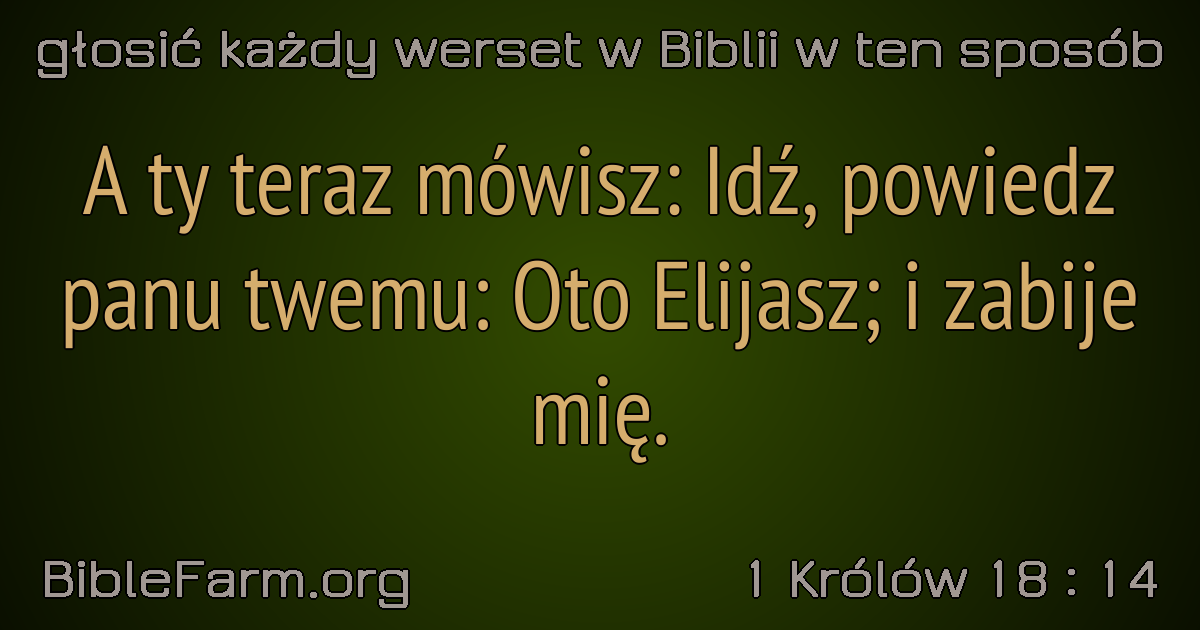 głosić każdy werset w Biblii w ten sposób
A ty teraz mówisz: Idź, powiedz
panu twemu: Oto Elijasz; i zabije
mię.
BibleFarm.org
1 Królów 18 : 14